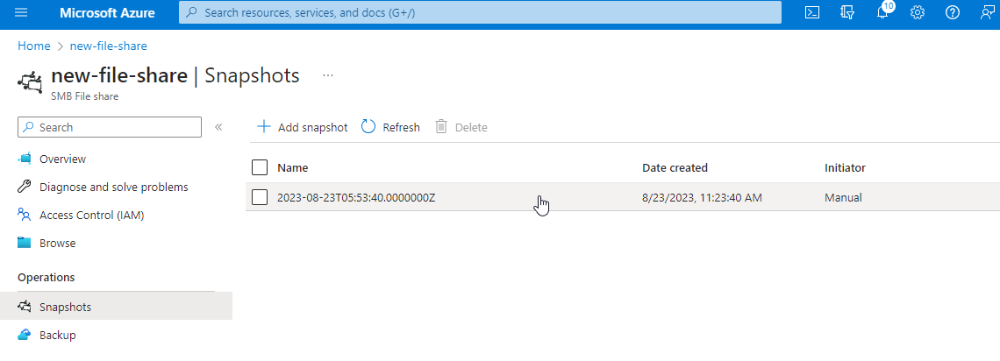 Microsoft Azure
Search resources, services, and docs (G+/)
10
Home > new-file-share
new-file-share | Snapshots ...
SMB File share
Search «
Add snapshot Refresh Delete
Overview
Diagnose and solve problems
Access Control (IAM)
Browse
Operations
Snapshots
Backup
Name Date created Initiator
2023-08-23T05:53:40.0000000Z 8/23/2023, 11:23:40 AM Manual